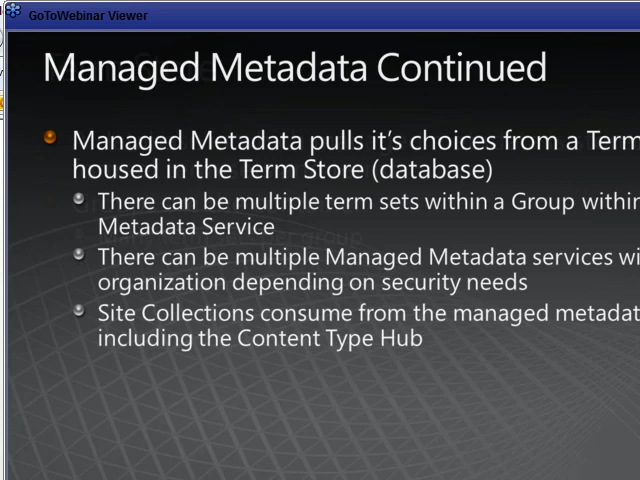 GoToWebinar Viewer
Managed Metadata Continued
Managed Metadata pulls it's choices from a Term
housed in the Term Store (database)
There can be multiple term sets within a Group within
Metadata Service
There can be multiple Managed Metadata services wi
organization depending on security needs
Site Collections consume from the managed metadat
including the Content Type Hub